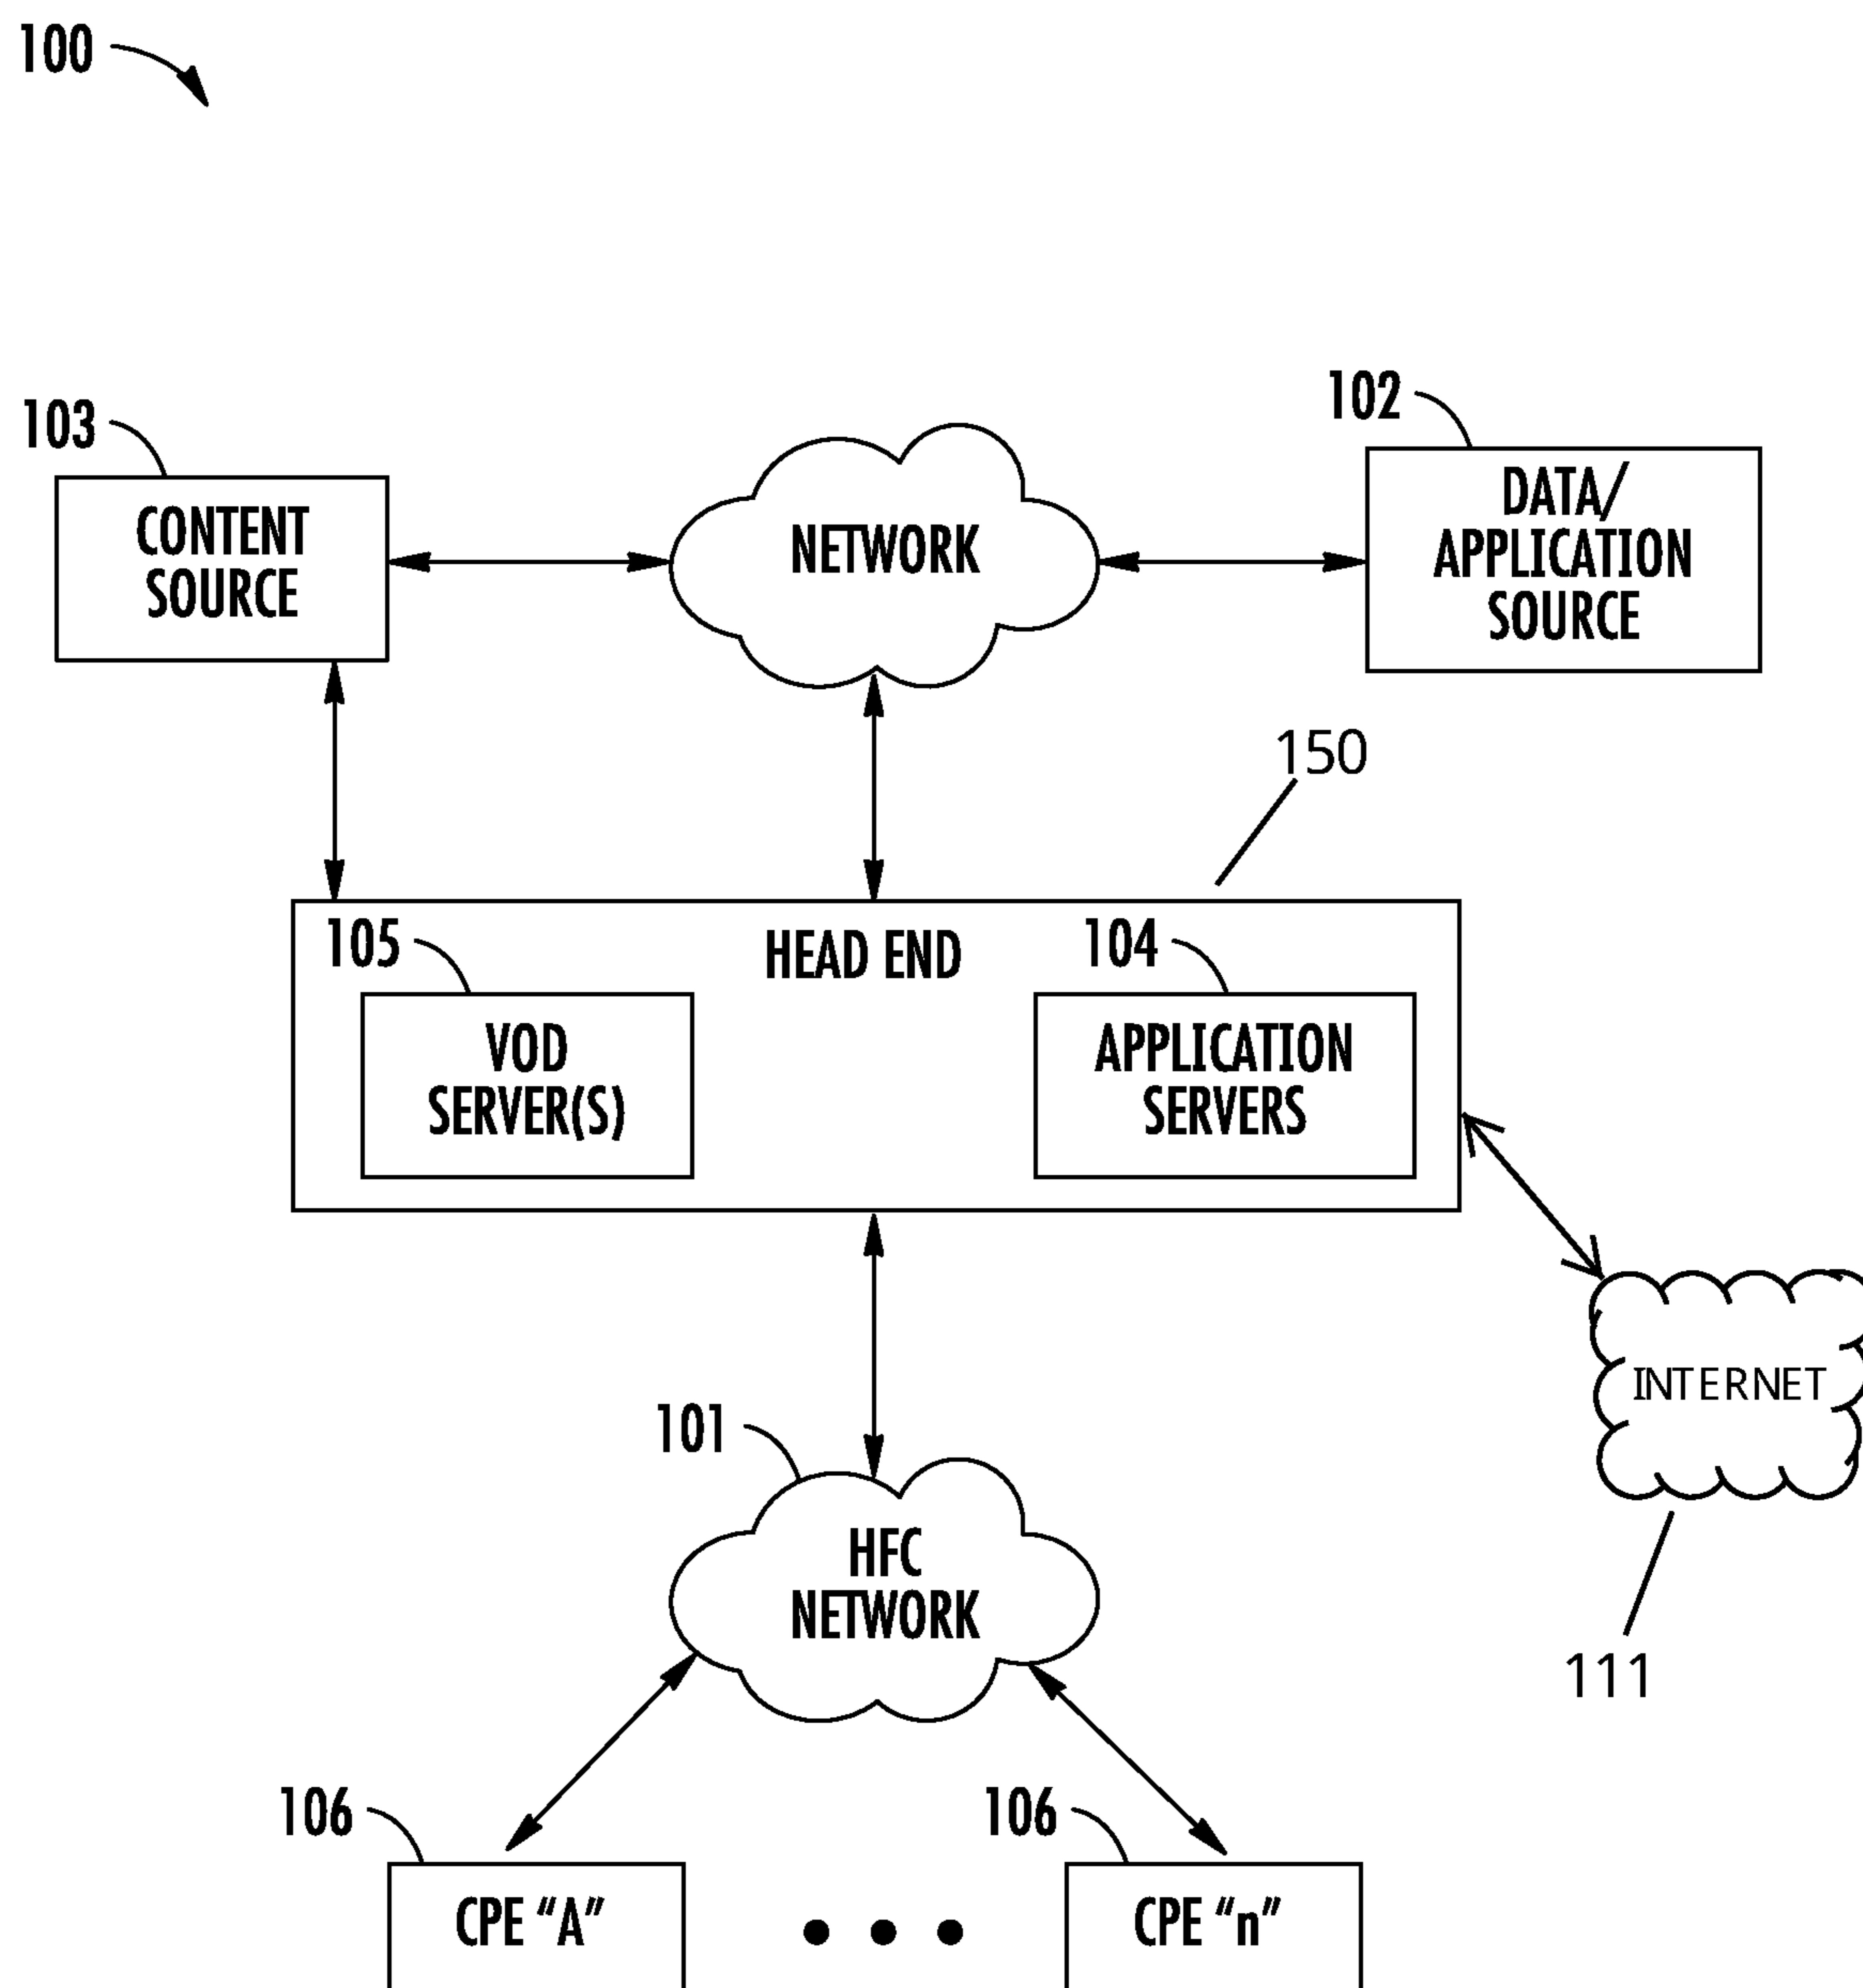 100
103
102
CONTENT
SOURCE
NETWORK
DATA/
APPLICATION
SOURCE
150
105
HEAD END
104
VOD
SERVER(S)
APPLICATION
SERVERS
INTERNET
101
HFC
NETWORK
111
106
106
CPE “A”
CPE “n”